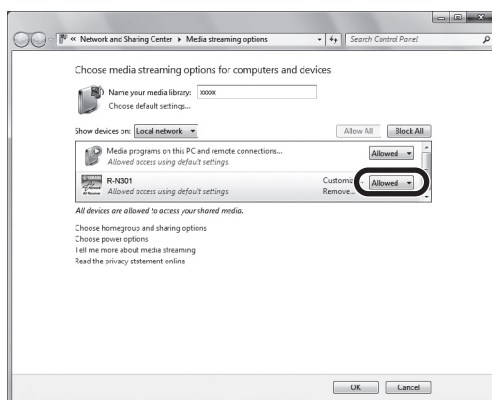 « Network and Sharing Center ▸ Media streaming options
Search Control Panel
Choose media streaming options for computers and devices
Name your media library: xxxxx
Choose default settings...
Show devices on: Local network
Allow All
Block All
Media programs on this PC and remote connections...
Allowed access using default settings
Allowed
R-N301
Allowed access using default settings
Customize...
Remove...
Allowed
All devices are allowed to access your shared media.
Choose homegroup and sharing options
Choose power options
Tell me more about media streaming
Read the privacy statement online
OK
Cancel